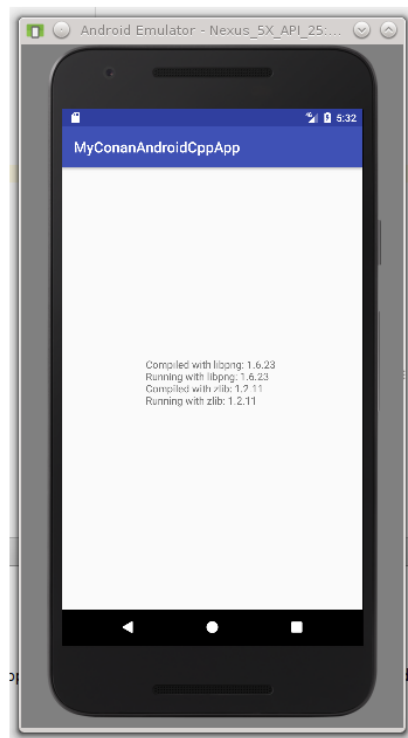 Android Emulator - Nexus_5X_API_25:...
5:32
MyConanAndroidCppApp
Compiled with libpng: 1.6.23
Running with libpng: 1.6.23
Compiled with zlib: 1.2.11
Running with zlib: 1.2.11